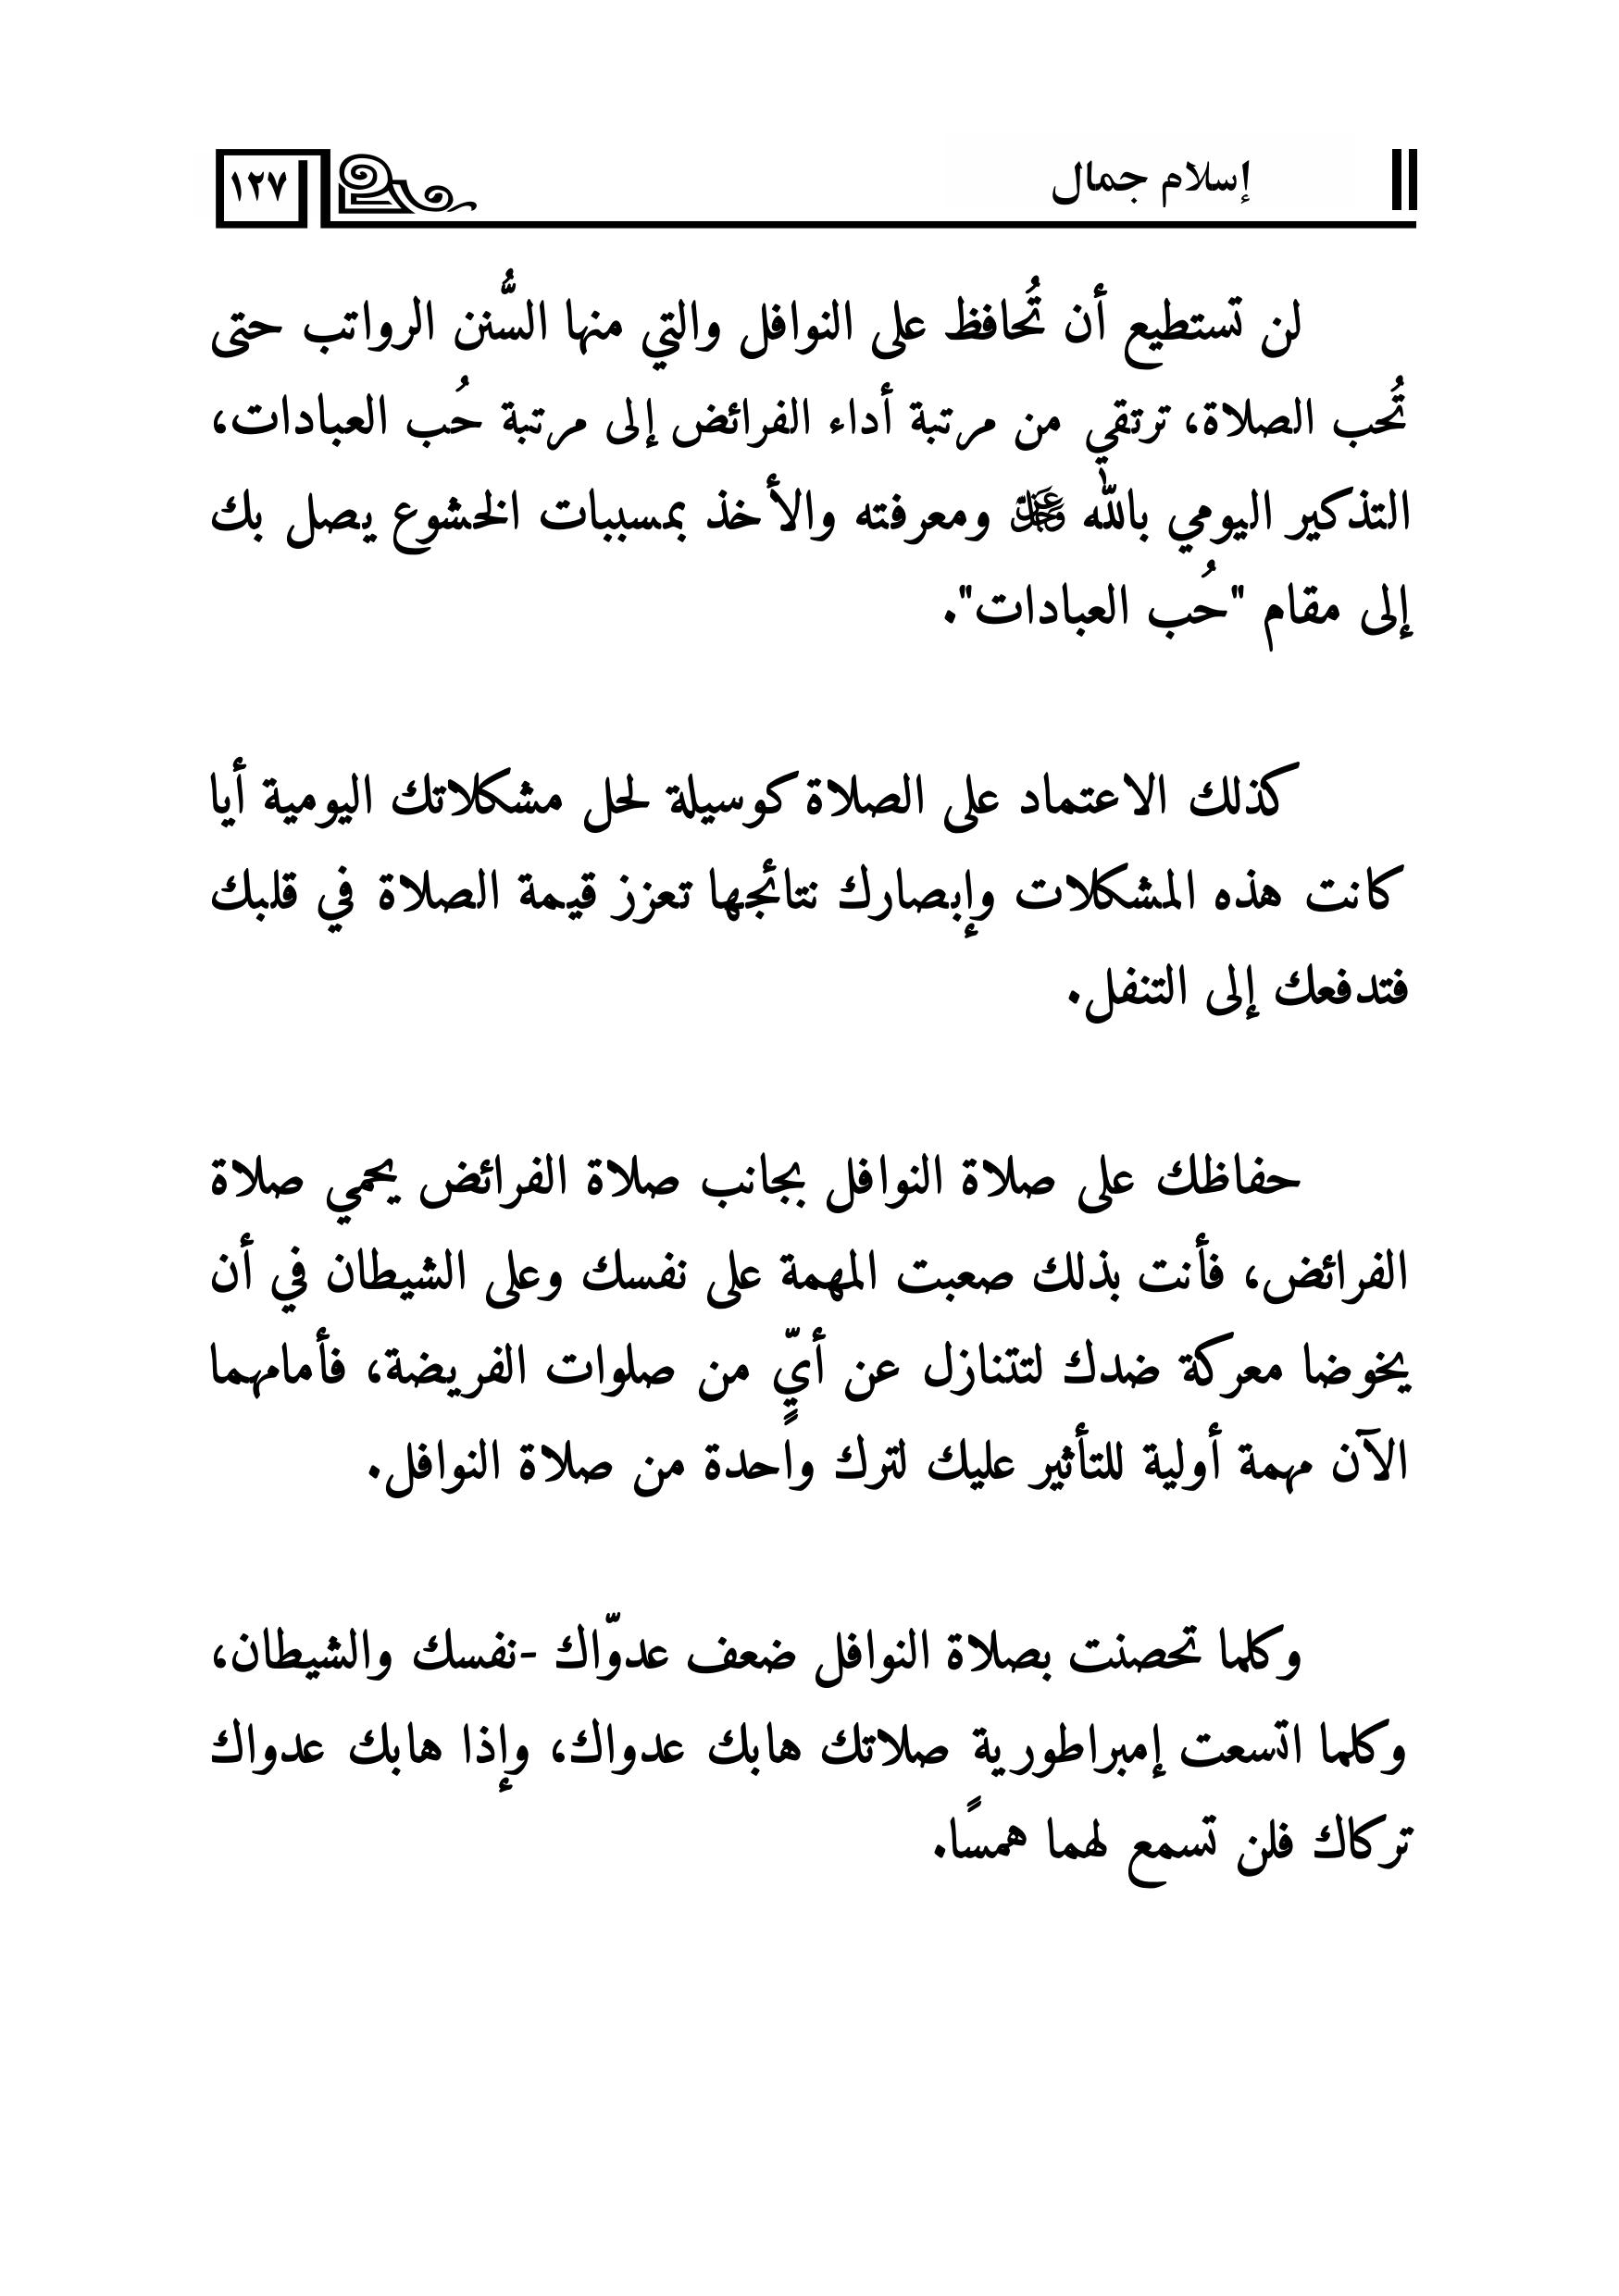 إسلام جمال
١٢٧
لن تستطيع أن تُحافظ على النوافل والتي منها السُّنن الرواتب حتى
تُحب الصلاة، ترتقي من مرتبة أداء الفرائض إلى مرتبة حُب العبادات،
التذكير اليومي بالله ﷿ ومعرفته والأخذ بمسببات الخشوع يصل بك
إلى مقام "حُب العبادات".
كذلك الاعتماد على الصلاة كوسيلة لحل مشكلاتك اليومية أيا
كانت هذه المشكلات وإبصارك نتائجها تعزز قيمة الصلاة في قلبك
فتدفعك إلى التنفل.
حفاظك على صلاة النوافل بجانب صلاة الفرائض يحمي صلاة
الفرائض، فأنت بذلك صعبت المهمة على نفسك وعلى الشيطان في أن
يخوضا معركة ضدك لتتنازل عن أيٍّ من صلوات الفريضة، فأمامهما
الآن مهمة أولية للتأثير عليك لترك واحدة من صلاة النوافل.
وكلما تحصنت بصلاة النوافل ضعف عدوّاك -نفسك والشيطان،
وكلما اتسعت إمبراطورية صلاتك هابك عدواك، وإذا هابك عدواك
تركاك فلن تسمع لهما همسًا.